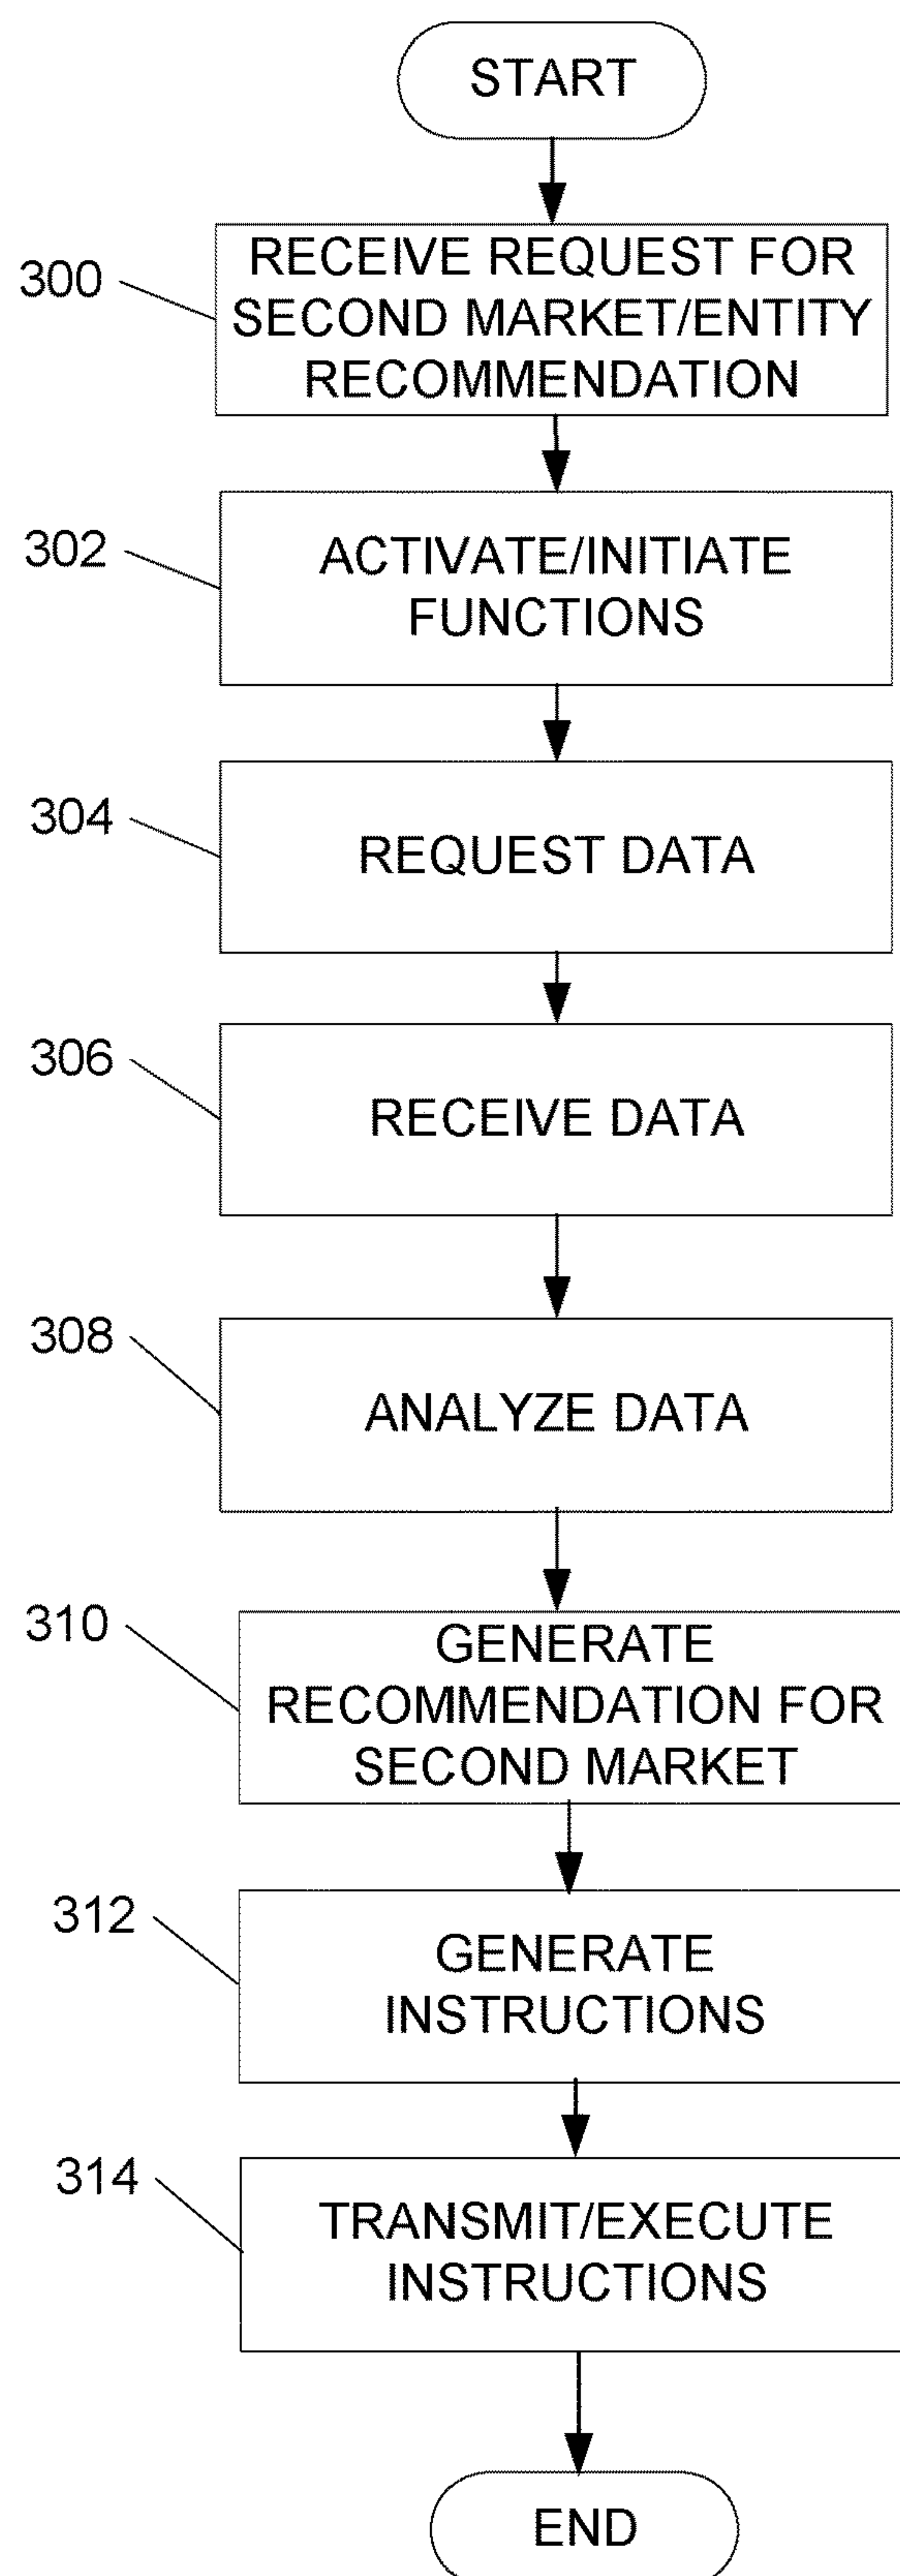 START
300
RECEIVE REQUEST FOR
SECOND MARKET/ENTITY
RECOMMENDATION
302
ACTIVATE/INITIATE
FUNCTIONS
304
REQUEST DATA
306
RECEIVE DATA
308
ANALYZE DATA
310
GENERATE
RECOMMENDATION FOR
SECOND MARKET
312
GENERATE
INSTRUCTIONS
314
TRANSMIT/EXECUTE
INSTRUCTIONS
END